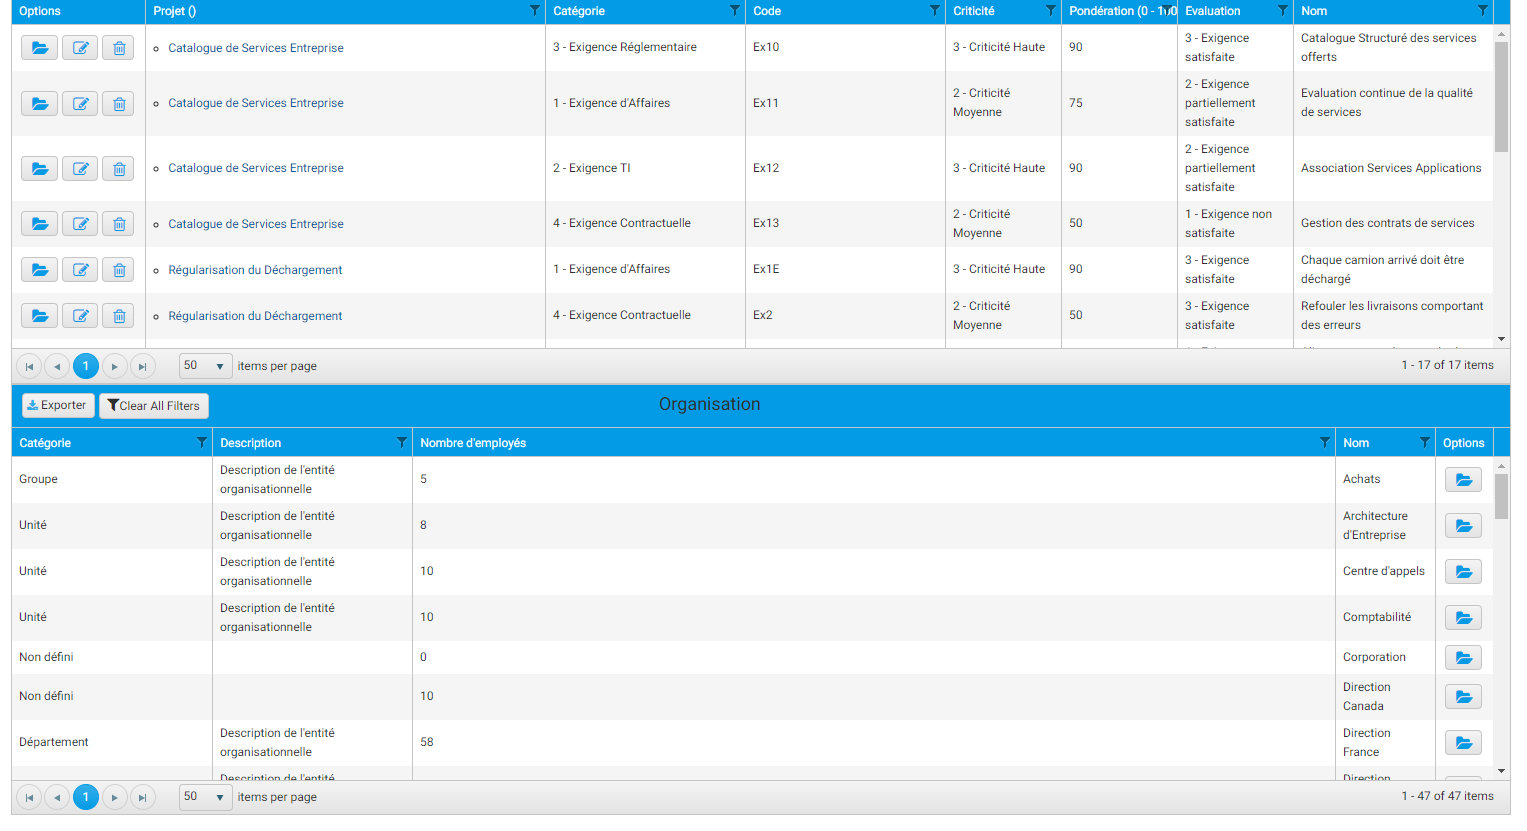 Options Projet () Catégorie Code Criticité Pondération (0 - 100 Evaluation Nom
Catalogue de Services Entreprise 3 - Exigence Réglementaire Ex10 3 - Criticité Haute 90 3 - Exigence satisfaite Catalogue Structuré des services offerts
Catalogue de Services Entreprise 1 - Exigence d'Affaires Ex11 2 - Criticité Moyenne 75 2 - Exigence partiellement satisfaite Evaluation continue de la qualité de services
Catalogue de Services Entreprise 2 - Exigence TI Ex12 3 - Criticité Haute 90 2 - Exigence partiellement satisfaite Association Services Applications
Catalogue de Services Entreprise 4 - Exigence Contractuelle Ex13 2 - Criticité Moyenne 50 1 - Exigence non satisfaite Gestion des contrats de services
Régularisation du Déchargement 1 - Exigence d'Affaires Ex1E 3 - Criticité Haute 90 3 - Exigence satisfaite Chaque camion arrivé doit être déchargé
Régularisation du Déchargement 4 - Exigence Contractuelle Ex2 2 - Criticité Moyenne 50 3 - Exigence satisfaite Refouler les livraisons comportant des erreurs
1 50 items per page 1 - 17 of 17 items
Exporter Clear All Filters Organisation
Catégorie Description Nombre d'employés Nom Options
Groupe Description de l'entité organisationnelle 5 Achats
Unité Description de l'entité organisationnelle 8 Architecture d'Entreprise
Unité Description de l'entité organisationnelle 10 Centre d'appels
Unité Description de l'entité organisationnelle 10 Comptabilité
Non défini 0 Corporation
Non défini 10 Direction Canada
Département Description de l'entité organisationnelle 58 Direction France
Description de l'entité Direction
1 50 items per page 1 - 47 of 47 items